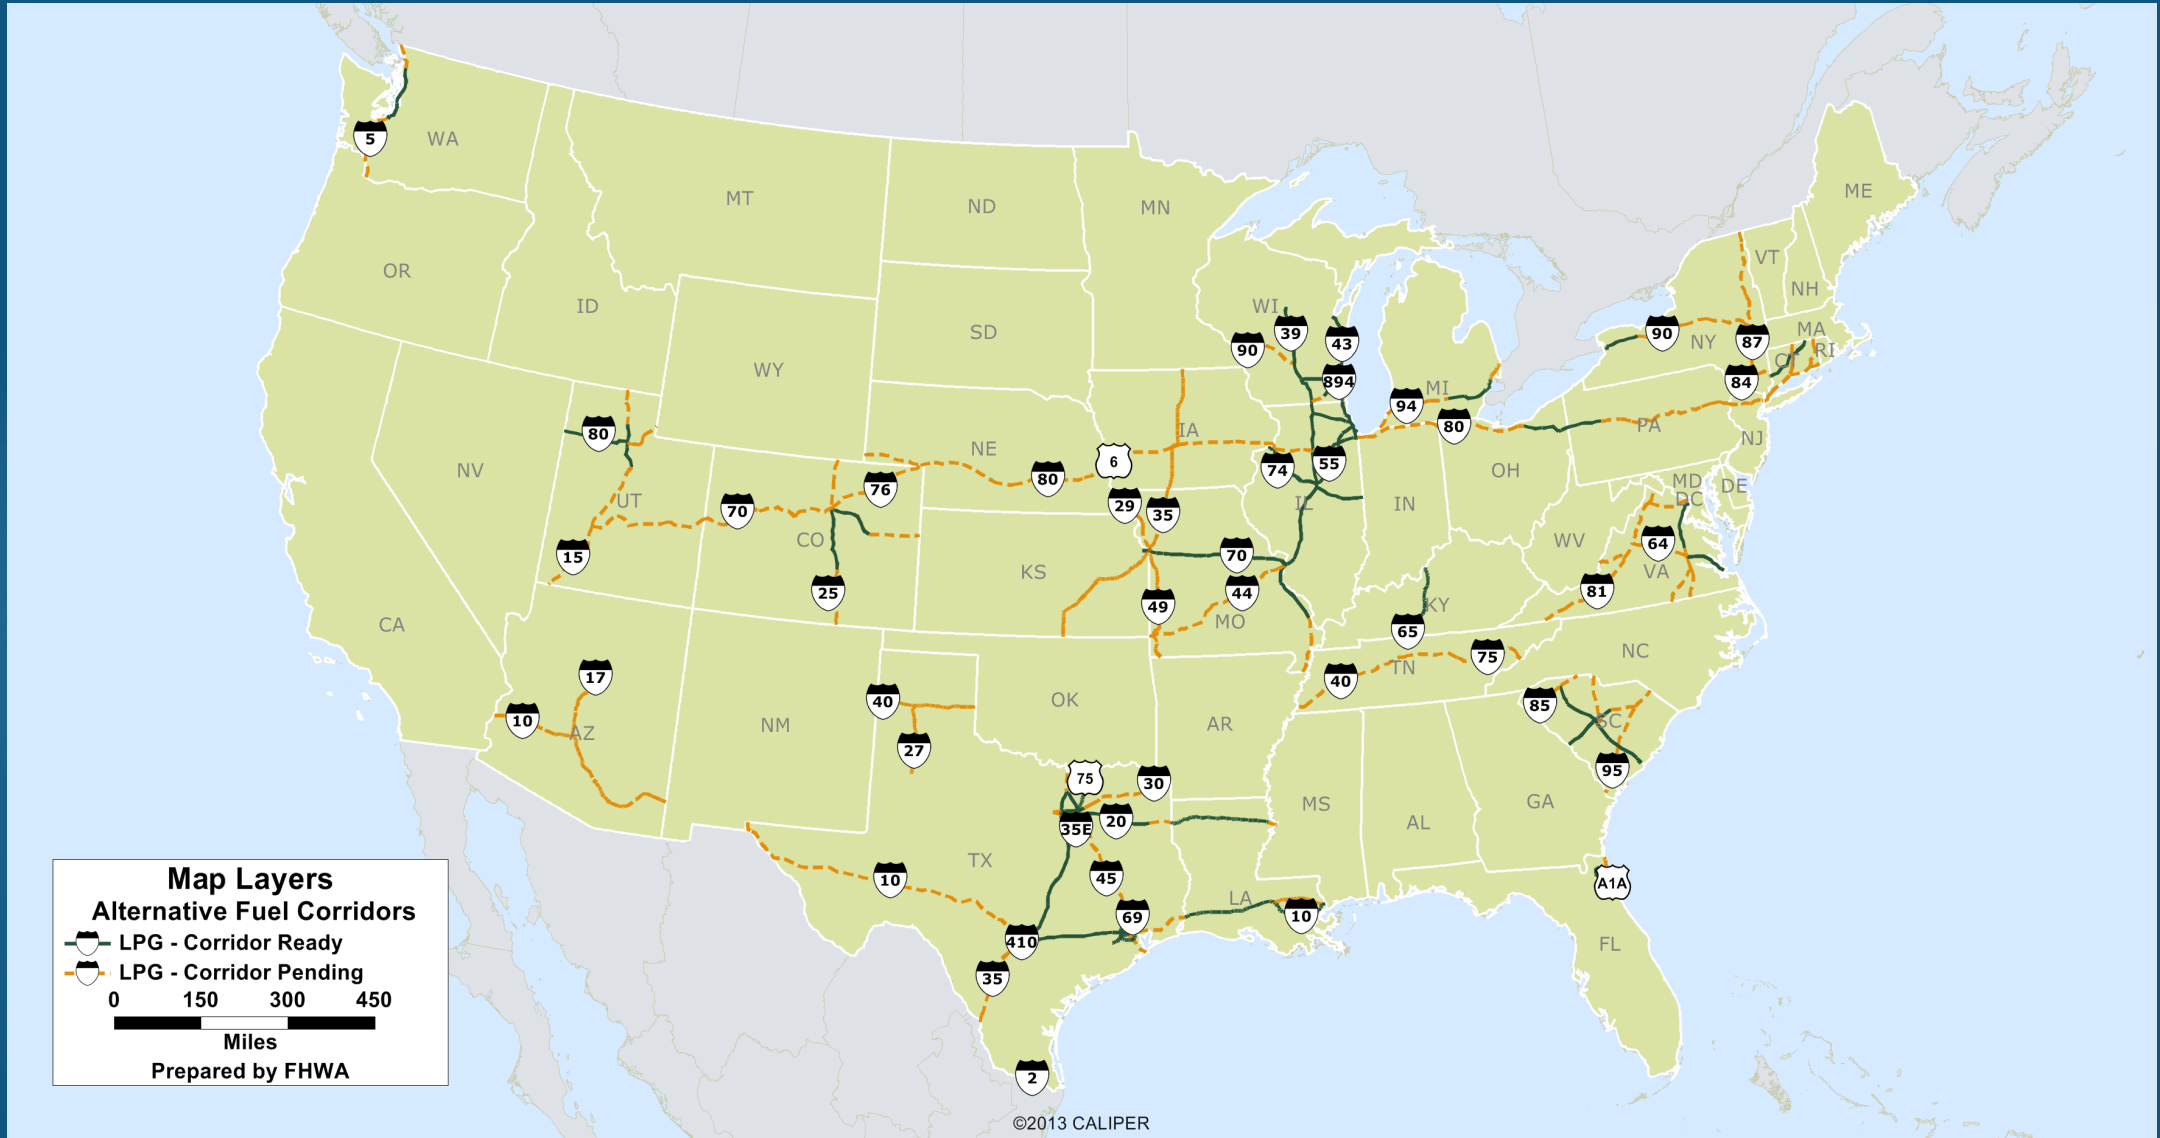 5
WA
MT
ND
MN
ME
OR
ID
SD
WI
VT
NH
WY
39
43
90
894
90
NY
87
MA
CT
RI
84
MI
94
80
80
NE
IA
6
80
76
74
55
PA
NJ
NV
UT
70
29
35
IL
IN
OH
MD
DC
DE
CO
15
70
KS
25
44
49
MO
WV
64
VA
81
KY
65
CA
17
10
AZ
NM
40
27
OK
AR
TN
40
75
NC
85
SC
95
75
30
20
35E
TX
10
45
69
410
35
2
MS
AL
GA
LA
10
A1A
FL
Map Layers
Alternative Fuel Corridors
LPG - Corridor Ready
LPG - Corridor Pending
0 150 300 450
Miles
Prepared by FHWA
©2013 CALIPER